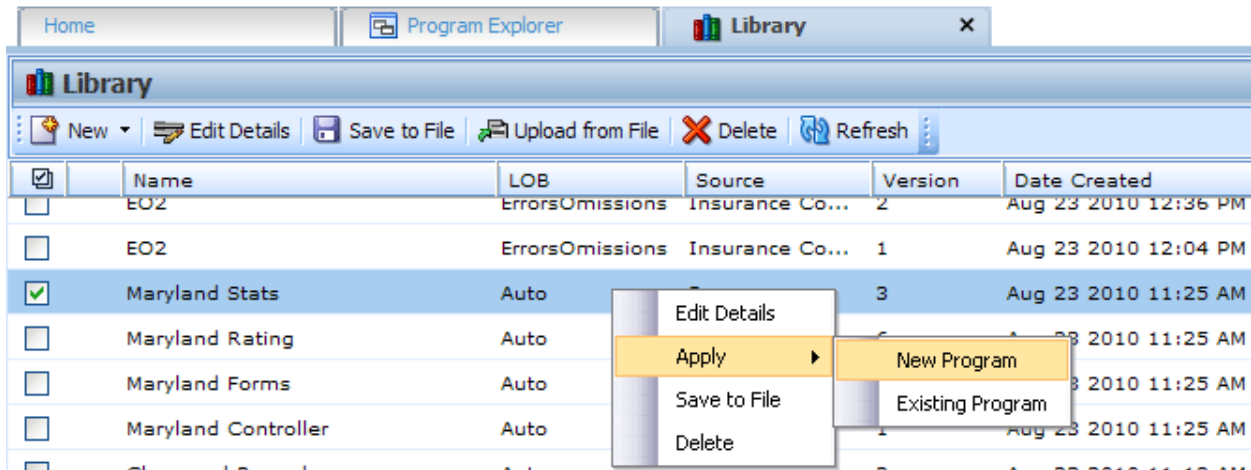 Home Program Explorer Library x
Library
New Edit Details Save to File Upload from File Delete Refresh
Name LOB Source Version Date Created
EO2 ErrorsOmissions Insurance Co... 2 Aug 23 2010 12:36 PM
EO2 ErrorsOmissions Insurance Co... 1 Aug 23 2010 12:04 PM
Maryland Stats Auto 3 Aug 23 2010 11:25 AM
Edit Details
Maryland Rating Auto 2010 11:25 AM
Apply New Program
Maryland Forms Auto 2010 11:25 AM
Save to File Existing Program
Maryland Controller Auto 1 Aug 23 2010 11:25 AM
Delete